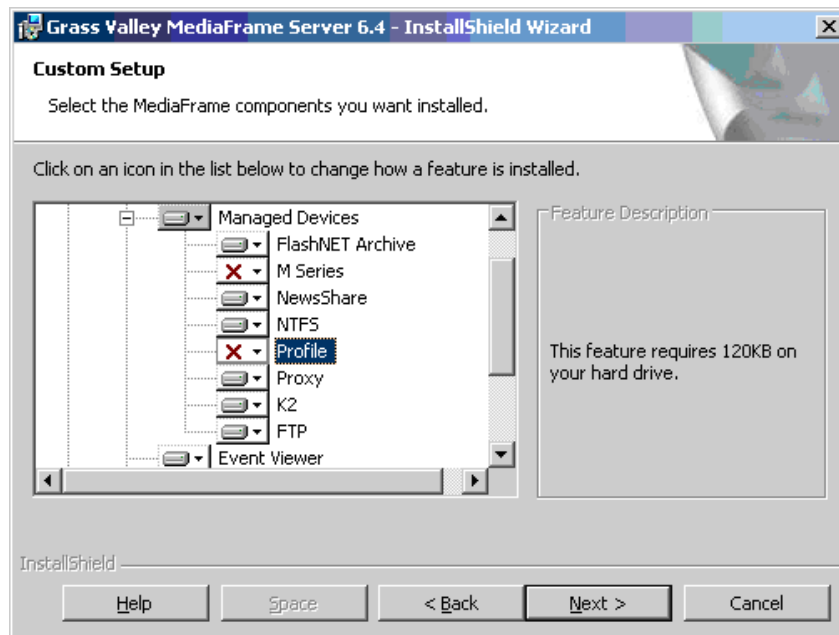 Grass Valley MediaFrame Server 6.4 - InstallShield Wizard
Custom Setup
Select the MediaFrame components you want installed.
Click on an icon in the list below to change how a feature is installed.
Managed Devices
FlashNET Archive
M Series
NewsShare
NTFS
Profile
Proxy
K2
FTP
Event Viewer
Feature Description
This feature requires 120KB on
your hard drive.
InstallShield
Help
Space
< Back
Next >
Cancel